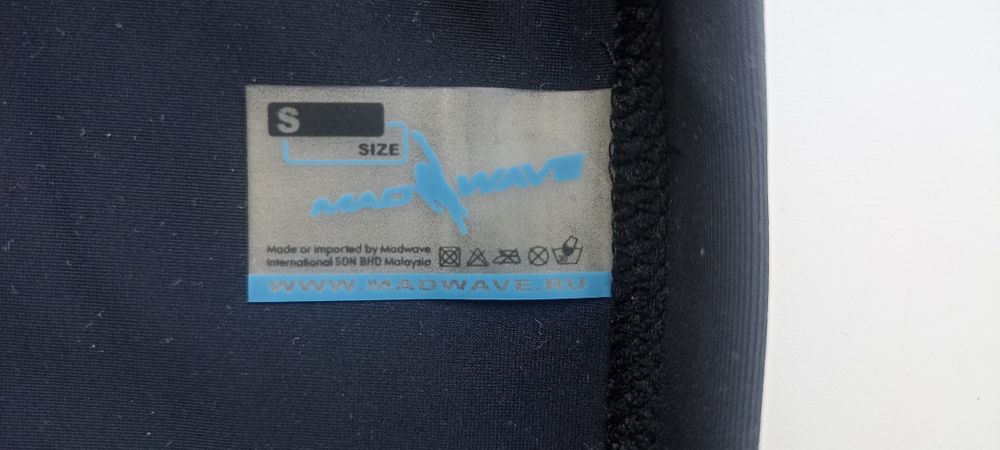 S
SIZE
MAD WAVE
Made or imported by Madwave
International SDN BHD Malaysia
WWW.MADWAVE.RU